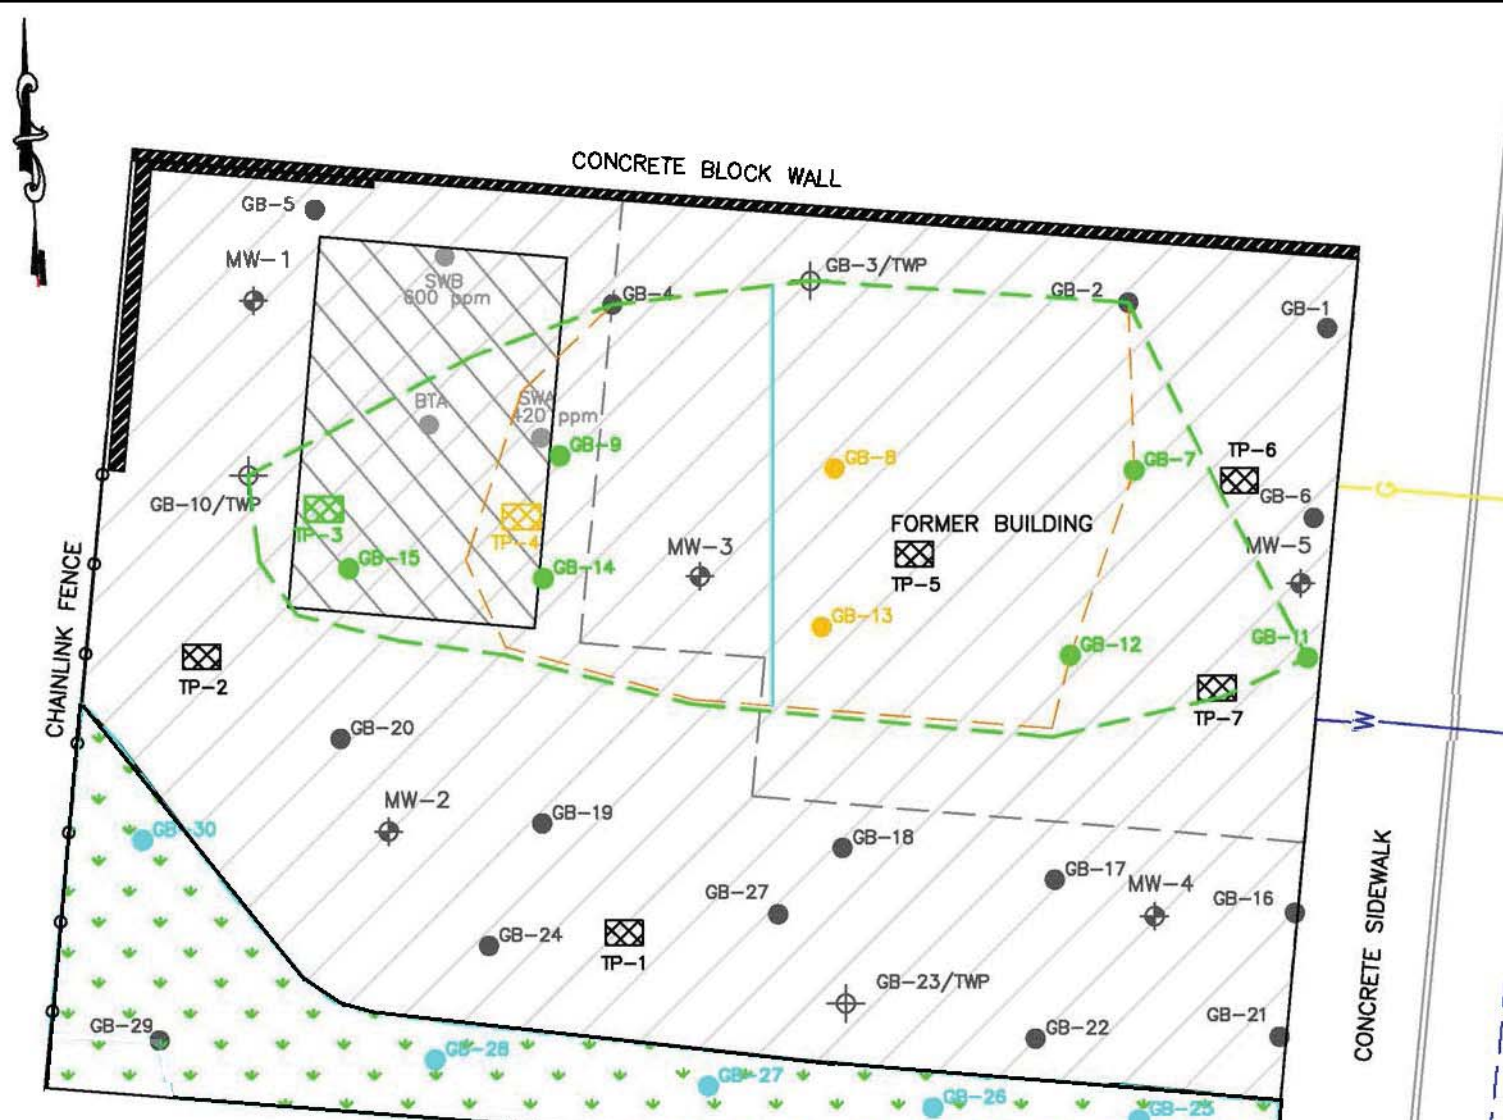 CONCRETE BLOCK WALL
GB-5
MW-1
SWB
600 ppm
GB-4
GB-3/TWP
GB-2
GB-1
BTA
SWA
420 ppm
GB-9
GB-8
GB-7
TP-6
GB-6
G
GB-10/TWP
TP-3
TP-4
FORMER BUILDING
MW-3
TP-5
MW-5
GB-15
GB-14
GB-13
GB-12
GB-11
CHAINLINK FENCE
TP-2
TP-7
W
GB-20
MW-2
GB-19
GB-30
GB-18
GB-17
MW-4
GB-16
GB-27
GB-24
TP-1
GB-23/TWP
CONCRETE SIDEWALK
GB-29
GB-22
GB-21
GB-28
GB-27
GB-26
GB-25